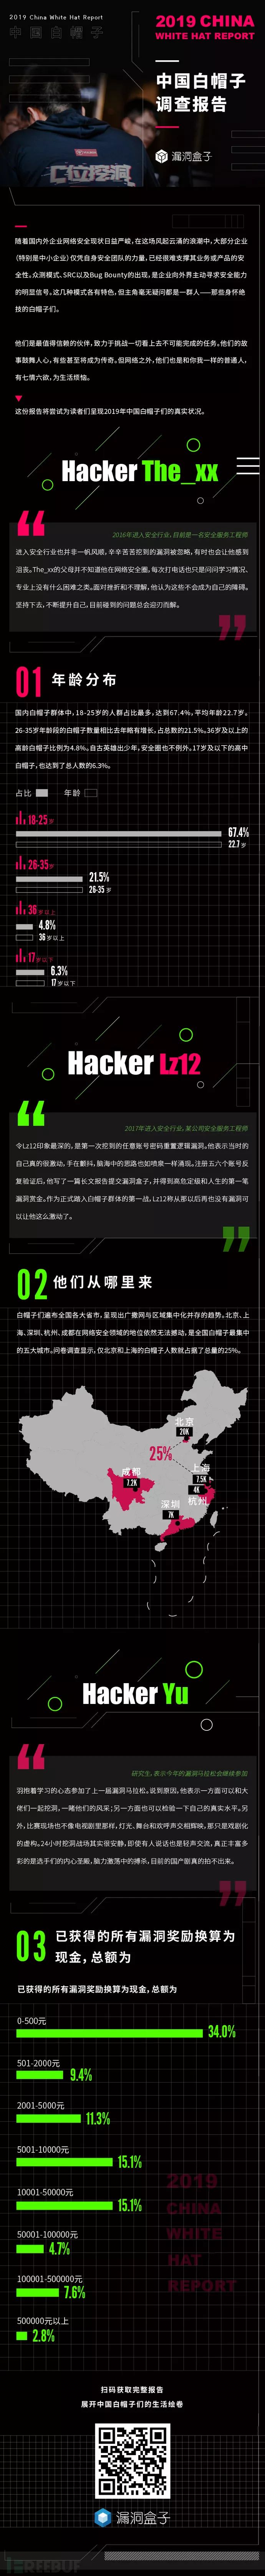 2019 China White Hat Report
中国白帽子
2019 CHINA
WHITE HAT REPORT
中国白帽子
调查报告
漏洞盒子
C位挖洞
随着国内外企业网络安全现状日益严峻,在这场风起云涌的浪潮中,大部分企业
(特别是中小企业)仅凭自身安全团队的力量,已经很难支撑其业务或产品的安
全性。众测模式、SRC以及Bug Bounty的出现,是企业向外界主动寻求安全能力
的明显信号。这几种模式各有特色,但主角毫无疑问都是一群人——那些身怀绝
技的白帽子们。
他们是最值得信赖的伙伴,致力于挑战一切看上去不可能完成的任务。他们的故
事鼓舞人心,有些甚至将成为传奇。但网络之外,他们也是和你我一样的普通人,
有七情六欲,为生活烦恼。
这份报告将尝试为读者们呈现2019年中国白帽子们的真实状况。
Hacker The_xx
2016年进入安全行业,目前是一名安全服务工程师
进入安全行业也并非一帆风顺,辛辛苦苦挖到的漏洞被忽略,有时也会让他感到
沮丧。The_xx的父母并不知道他在网络安全圈,每次打电话也只是问问学习情况、
专业上没有什么困难之类。面对挫折和不理解,他认为这些不会成为自己的障碍。
坚持下去,不断提升自己,目前碰到的问题总会迎刃而解。
01 年龄分布
国内白帽子群体中,18-25岁的人群占比最多,达到67.4%,平均年龄22.7岁。
26-35岁年龄段的白帽子数量相比去年略有增长,占总数的21.5%。36岁及以上的
高龄白帽子比例为4.8%。自古英雄出少年,安全圈也不例外。17岁及以下的高中
白帽子,也达到了总人数的6.3%。
占比 年龄
18-25岁
67.4%
22.7 岁
26-35岁
21.5%
26-35 岁
36岁以上
4.8%
36岁以上
17岁以下
6.3%
17岁以下
Hacker Lz12
2017年进入安全行业,某公司安全服务工程师
令Lz12印象最深的,是第一次挖到的任意账号密码重置逻辑漏洞。他表示当时的
自己真的很激动,手在颤抖,脑海中的思路也如喷泉一样涌现。注册五六个账号反
复验证后,他写了一篇长文报告提交漏洞盒子,并得到高危定级和人生的第一笔
漏洞赏金。作为正式踏入白帽子群体的第一战,Lz12称从那以后再也没有漏洞可
以让他这么激动了。
02 他们从哪里来
白帽子们遍布全国各大省市,呈现出广撒网与区域集中化并存的趋势。北京、上
海、深圳、杭州、成都在网络安全领域的地位依然无法撼动,是全国白帽子最集中
的五大城市。问卷调查显示,仅北京和上海的白帽子人数就占据了总量的25%。
北京
20K
25%
成都
7.2K
上海
7.5K
4K
杭州
深圳
7K
Hacker Yu
研究生,表示今年的漏洞马拉松会继续参加
羽抱着学习的心态参加了上一届漏洞马拉松。说到原因,他表示一方面可以和大
佬们一起挖洞,一睹他们的风采;另一方面也可以检验一下自己的真实水平。另
外,比赛现场也不像电视剧里那样,灯光、舞台和欢呼声交相辉映,那只是戏剧化
的虚构。24小时挖洞战场其实很安静,即使有人说话也是轻声交流,真正丰富多
彩的是选手们的内心圣殿,脑力激荡中的搏杀,目前的国产剧真的拍不出来。
03 已获得的所有漏洞奖励换算为
现金,总额为
已获得的所有漏洞奖励换算为现金,总额为
0-500元
34.0%
501-2000元
9.4%
2001-5000元
11.3%
5001-10000元
15.1%
10001-50000元
15.1%
50001-100000元
4.7%
100001-500000元
7.6%
500000元以上
2.8%
2019
CHINA
WHITE
HAT
REPORT
扫码获取完整报告
展开中国白帽子们的生活绘卷
漏洞盒子
FREEBUF